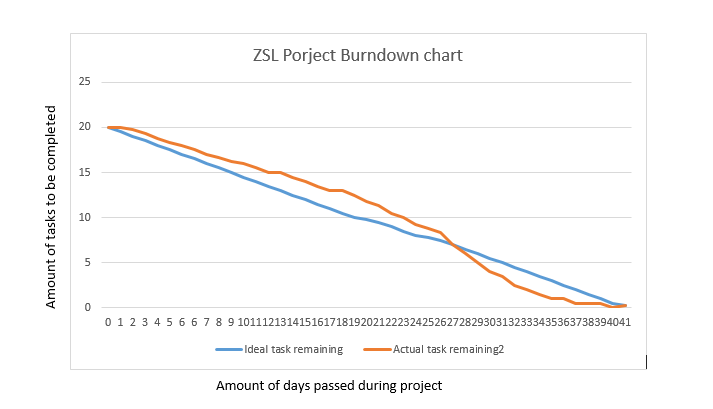 ZSL Porject Burndown chart
Amount of tasks to be completed
25
20
15
10
5
0
0 1 2 3 4 5 6 7 8 9 1011121314151617181920212223242526272829303132333435363738394041
Ideal task remaining Actual task remaining2
Amount of days passed during project